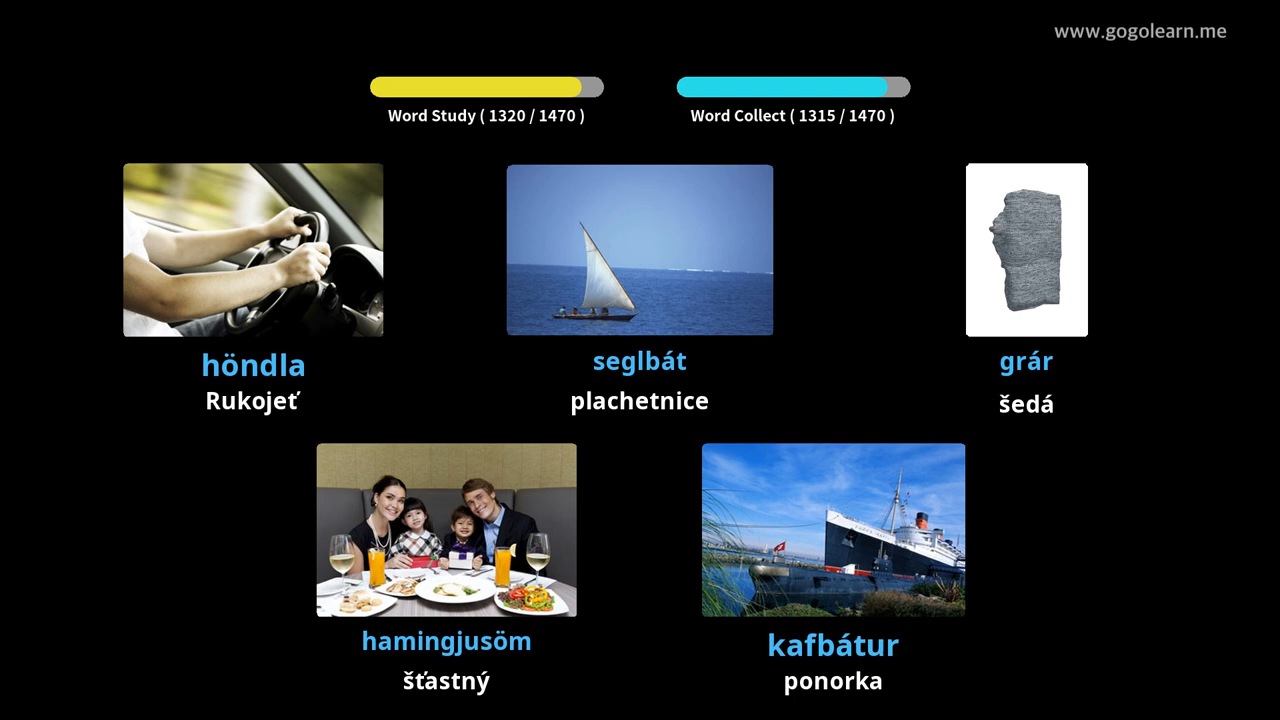 www.gogolearn.me
Word Study ( 1320 / 1470 )
Word Collect ( 1315 / 1470 )
höndla
Rukojeť
seglbát
plachetnice
grár
šedá
hamingjusöm
šťastný
kafbátur
ponorka